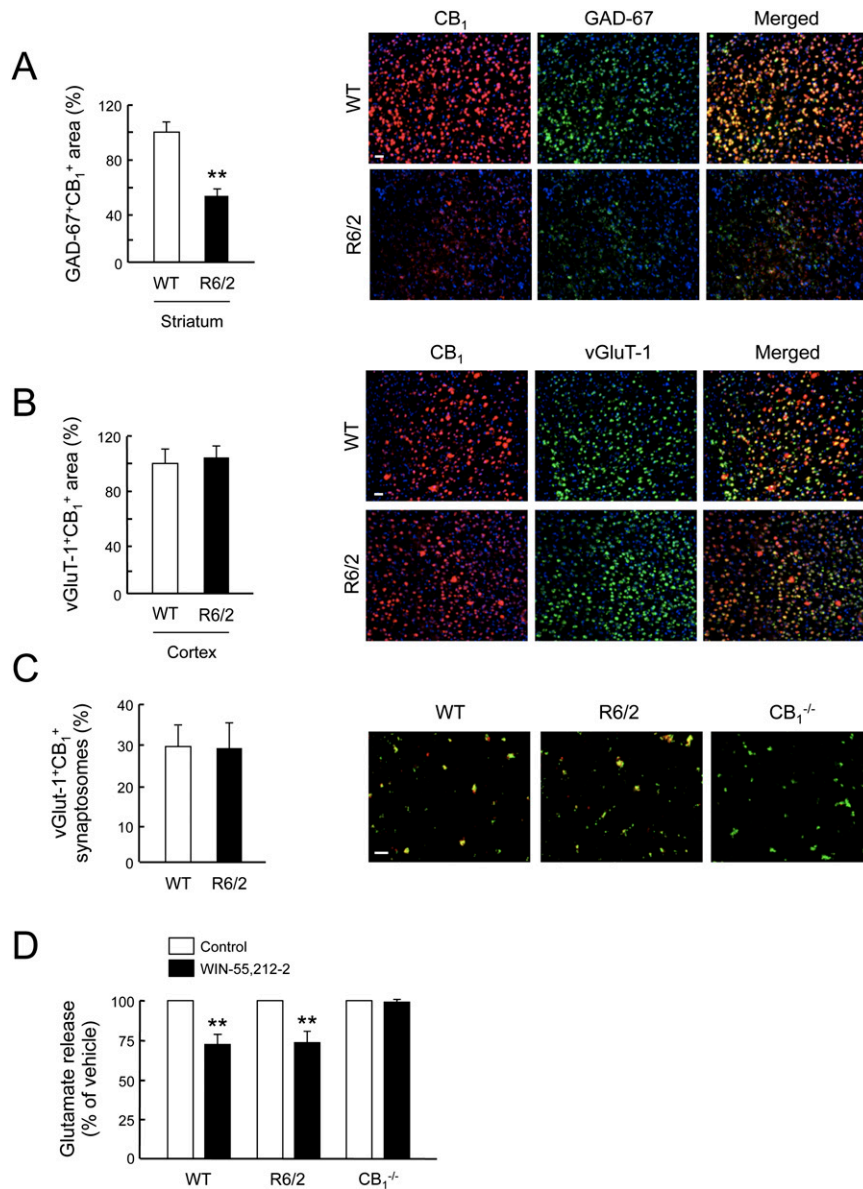 A
CB₁ GAD-67 Merged
GAD-67⁺CB₁⁺ area (%)
120
80
40
0
**
WT R6/2
Striatum
WT
R6/2
B
CB₁ vGluT-1 Merged
vGluT-1⁺CB₁⁺ area (%)
120
80
40
0
WT R6/2
Cortex
WT
R6/2
C
vGlut-1⁺CB₁⁺
synaptosomes (%)
40
30
20
10
0
WT R6/2
WT R6/2 CB₁⁻/⁻
D
Control
WIN-55,212-2
Glutamate release
(% of vehicle)
100
75
50
25
0
** **
WT R6/2 CB₁⁻/⁻